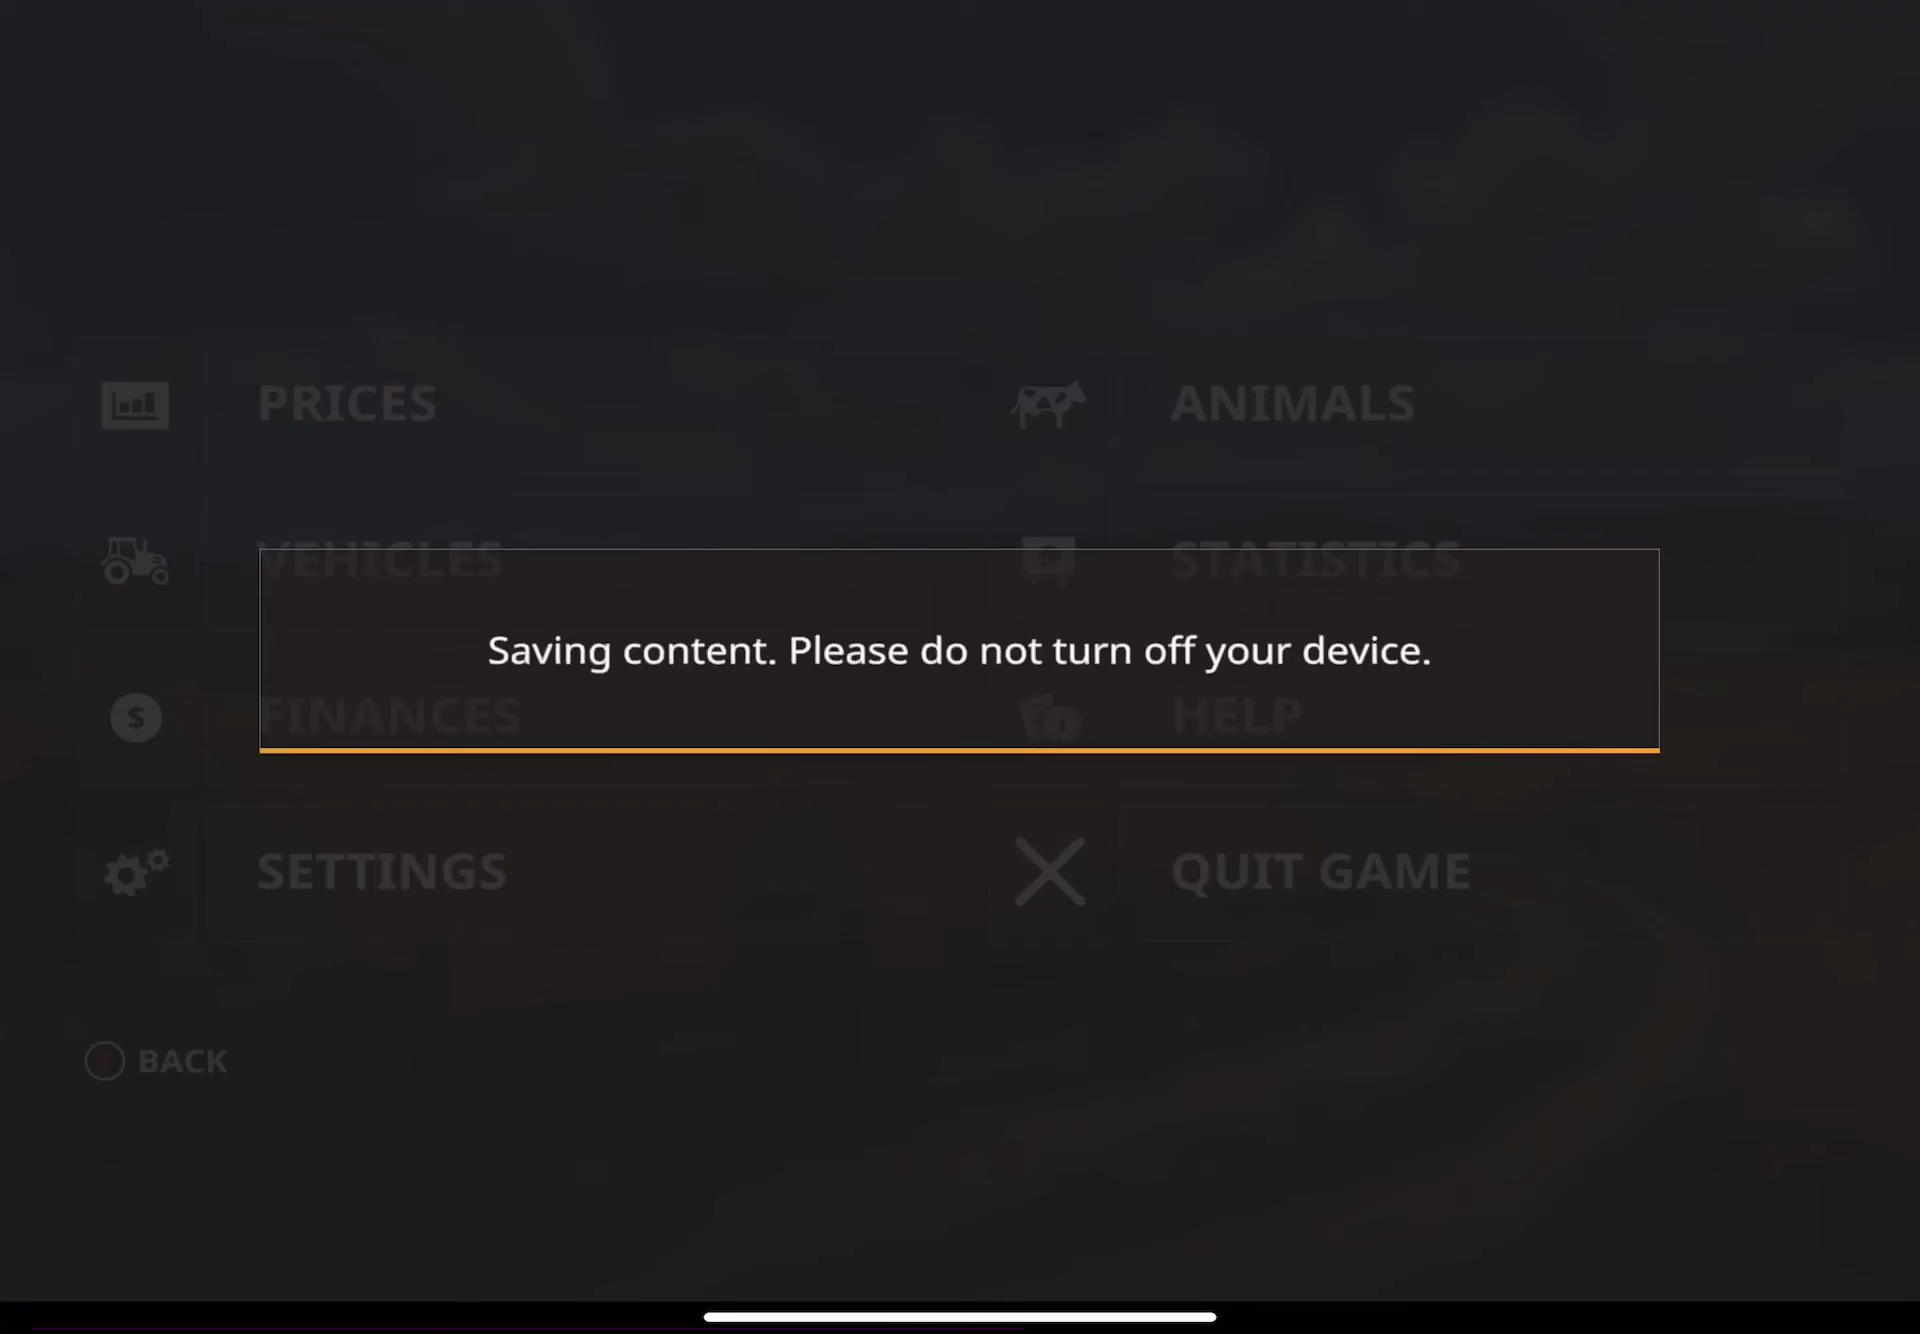 PRICES
ANIMALS
VEHICLES
STATISTICS
Saving content. Please do not turn off your device.
FINANCES
HELP
SETTINGS
QUIT GAME
BACK